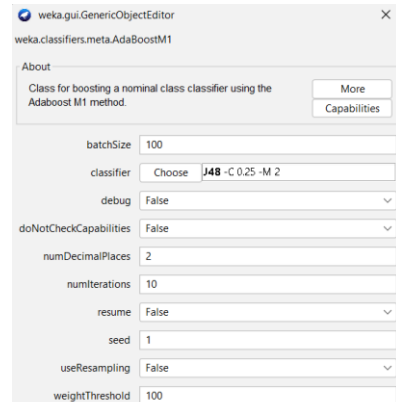 weka.gui.GenericObjectEditor
weka.classifiers.meta.AdaBoostM1
About
Class for boosting a nominal class classifier using the
Adaboost M1 method.
More
Capabilities
batchSize 100
classifier Choose J48 -C 0.25 -M 2
debug False
doNotCheckCapabilities False
numDecimalPlaces 2
numIterations 10
resume False
seed 1
useResampling False
weightThreshold 100